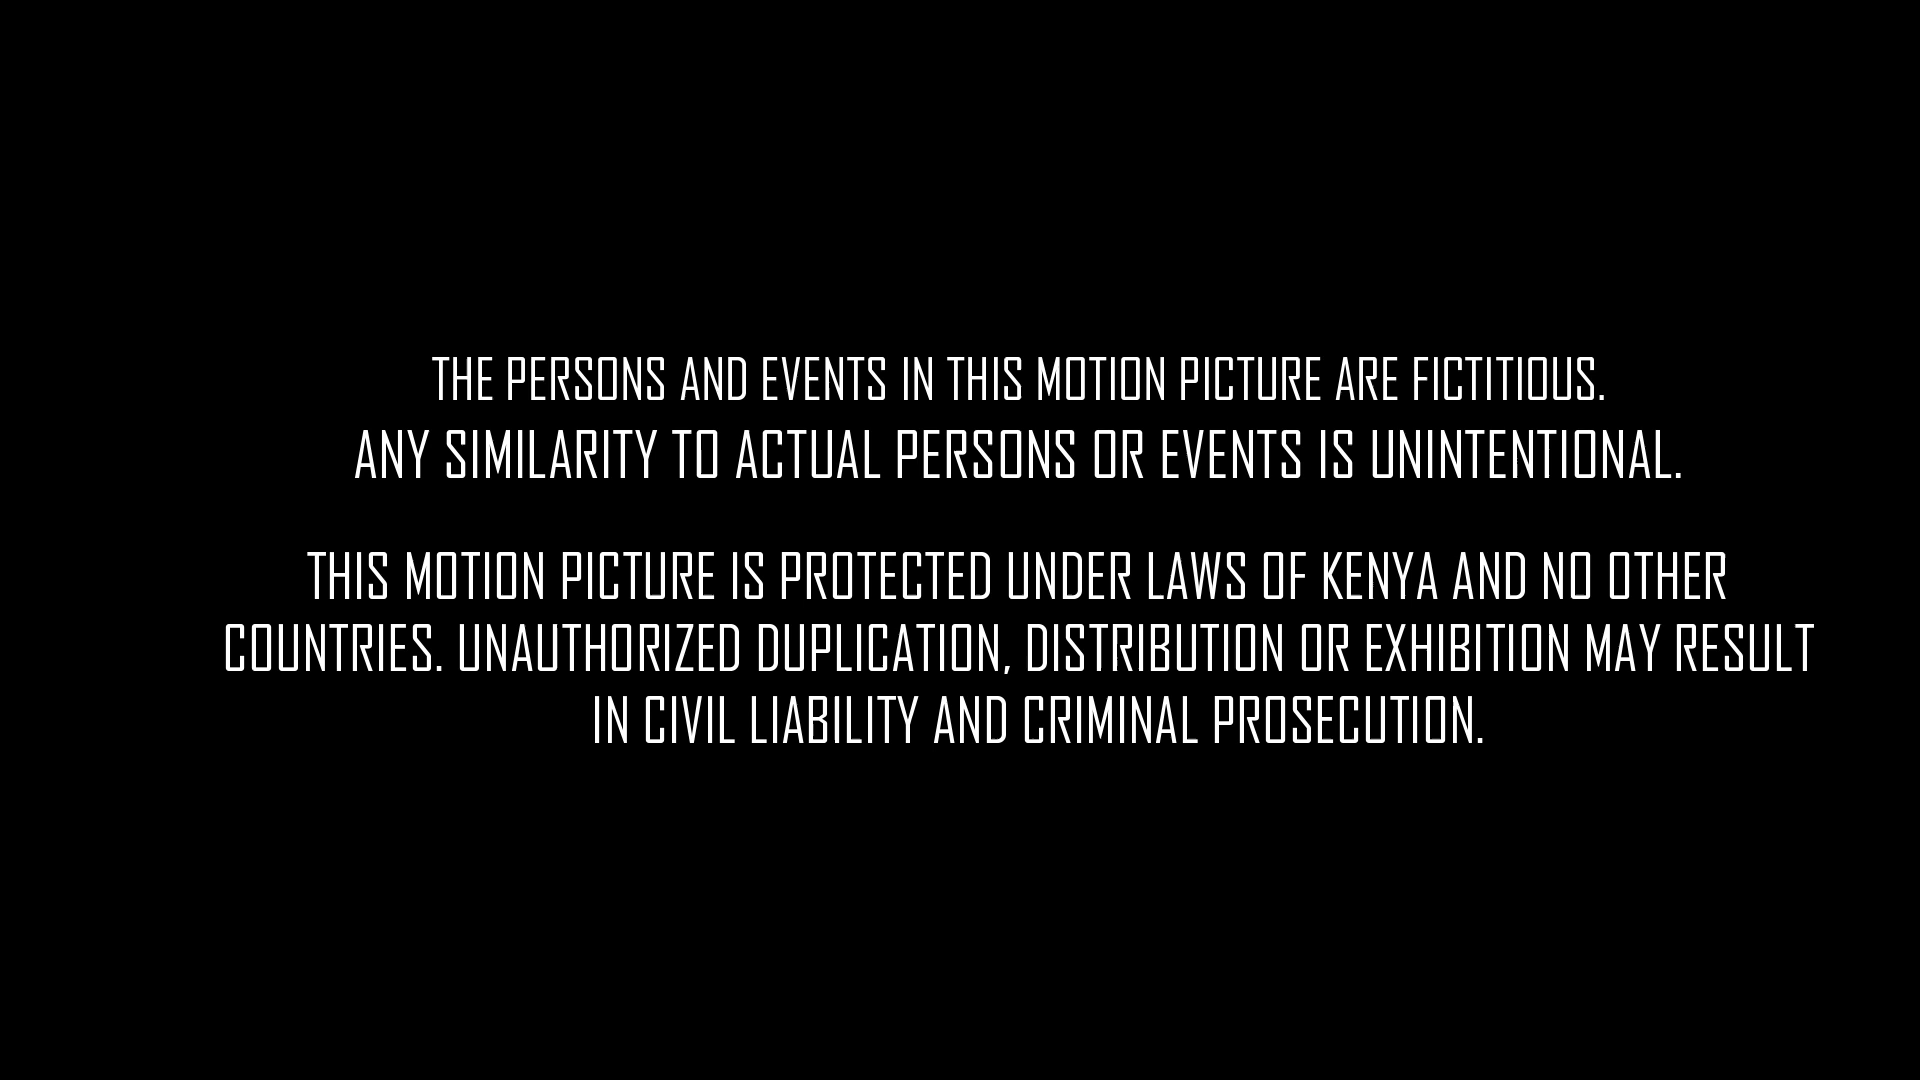 THE PERSONS AND EVENTS IN THIS MOTION PICTURE ARE FICTITIOUS.
ANY SIMILARITY TO ACTUAL PERSONS OR EVENTS IS UNINTENTIONAL.
THIS MOTION PICTURE IS PROTECTED UNDER LAWS OF KENYA AND NO OTHER
COUNTRIES. UNAUTHORIZED DUPLICATION, DISTRIBUTION OR EXHIBITION MAY RESULT
IN CIVIL LIABILITY AND CRIMINAL PROSECUTION.